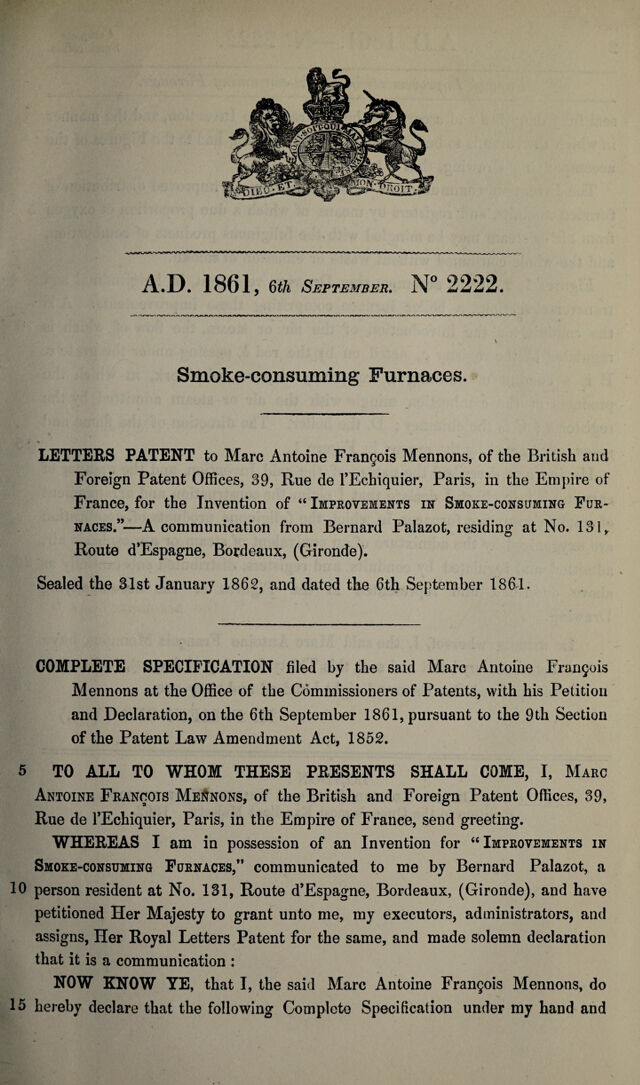 HONI SOIT QUI MAL Y PENSE
DIEU·ET· MON·DROIT.
A.D. 1861, 6th SEPTEMBER. N° 2222.
Smoke-consuming Furnaces.
LETTERS PATENT to Marc Antoine François Mennons, of the British and
Foreign Patent Offices, 39, Rue de l'Echiquier, Paris, in the Empire of
France, for the Invention of “IMPROVEMENTS IN SMOKE-CONSUMING FUR-
NACES.”—A communication from Bernard Palazot, residing at No. 131,
Route d'Espagne, Bordeaux, (Gironde).
Sealed the 31st January 1862, and dated the 6th September 1861.
COMPLETE SPECIFICATION filed by the said Marc Antoine François
Mennons at the Office of the Commissioners of Patents, with his Petition
and Declaration, on the 6th September 1861, pursuant to the 9th Section
of the Patent Law Amendment Act, 1852.
5 TO ALL TO WHOM THESE PRESENTS SHALL COME, I, MARC
ANTOINE FRANÇOIS MENNONS, of the British and Foreign Patent Offices, 39,
Rue de l'Echiquier, Paris, in the Empire of France, send greeting.
WHEREAS I am in possession of an Invention for “IMPROVEMENTS IN
SMOKE-CONSUMING FURNACES,” communicated to me by Bernard Palazot, a
10 person resident at No. 131, Route d'Espagne, Bordeaux, (Gironde), and have
petitioned Her Majesty to grant unto me, my executors, administrators, and
assigns, Her Royal Letters Patent for the same, and made solemn declaration
that it is a communication :
NOW KNOW YE, that I, the said Marc Antoine François Mennons, do
15 hereby declare that the following Complete Specification under my hand and